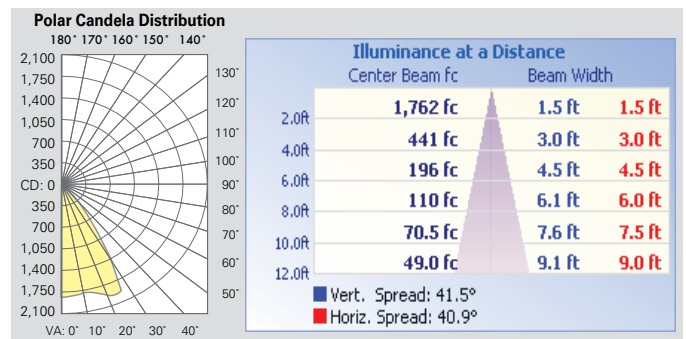 Polar Candela Distribution
180° 170° 160° 150° 140°
2,100
1,750
1,400
1,050
700
350
CD: 0
350
700
1,050
1,400
1,750
2,100
130°
120°
110°
100°
90°
80°
70°
60°
50°
VA: 0° 10° 20° 30° 40°
Illuminance at a Distance
Center Beam fc Beam Width
2.0ft 1,762 fc 1.5 ft 1.5 ft
4.0ft 441 fc 3.0 ft 3.0 ft
6.0ft 196 fc 4.5 ft 4.5 ft
8.0ft 110 fc 6.1 ft 6.0 ft
10.0ft 70.5 fc 7.6 ft 7.5 ft
12.0ft 49.0 fc 9.1 ft 9.0 ft
Vert. Spread: 41.5°
Horiz. Spread: 40.9°